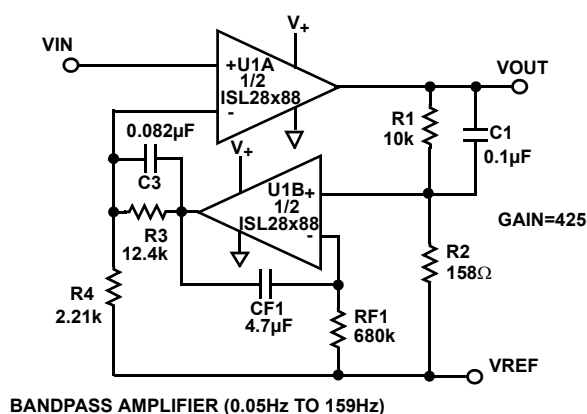 V+
VIN
+U1A
1/2
ISL28x88
-
VOUT
R1
10k
C1
0.1µF
0.082µF
C3
V+
U1B+
1/2
ISL28x88
-
GAIN=425
R3
12.4k
R2
158Ω
R4
2.21k
CF1
4.7µF
RF1
680k
VREF
BANDPASS AMPLIFIER (0.05Hz TO 159Hz)